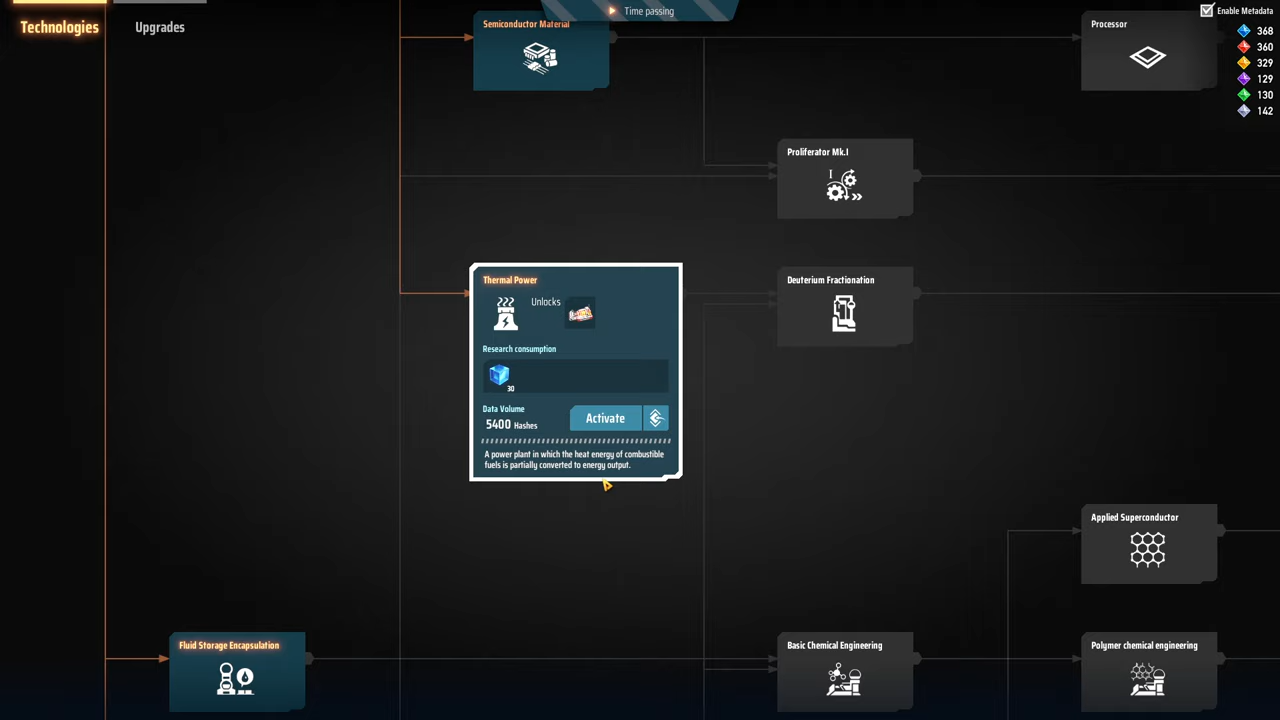 Technologies
Upgrades
Time passing
Enable Metadata
368
360
329
129
130
142
Semiconductor Material
Processor
Proliferator Mk.I
I
Thermal Power
Unlocks
Research consumption
30
Data Volume
5400 Hashes
Activate
A power plant in which the heat energy of combustible
fuels is partially converted to energy output.
Deuterium Fractionation
Applied Superconductor
Fluid Storage Encapsulation
Basic Chemical Engineering
Polymer chemical engineering